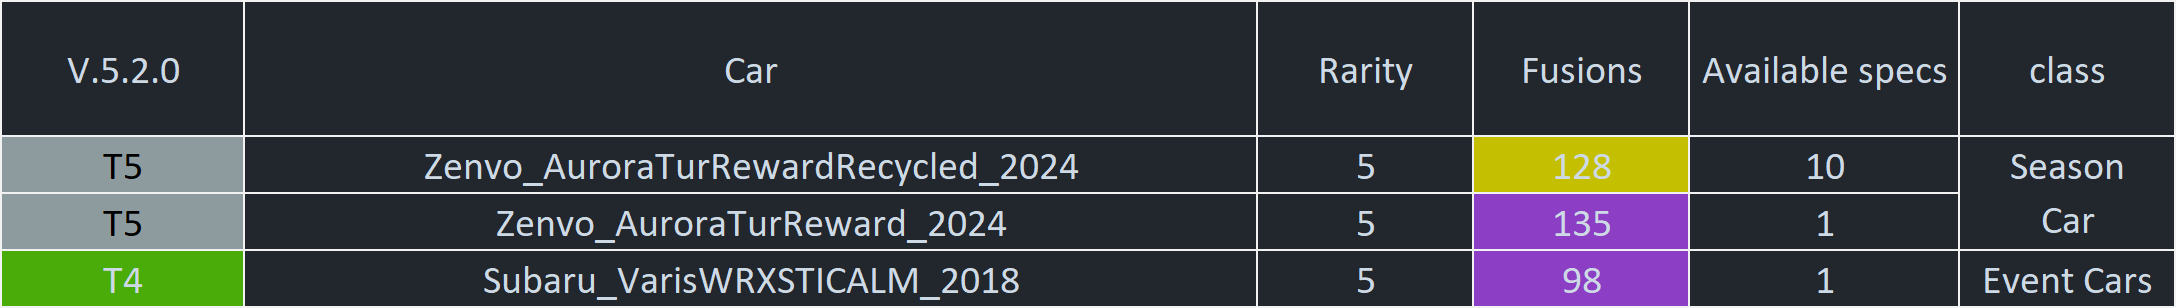 V.5.2.0 Car Rarity Fusions Available specs class
T5 Zenvo_AuroraTurRewardRecycled_2024 5 128 10 Season
T5 Zenvo_AuroraTurReward_2024 5 135 1 Car
T4 Subaru_VarisWRXSTICALM_2018 5 98 1 Event Cars